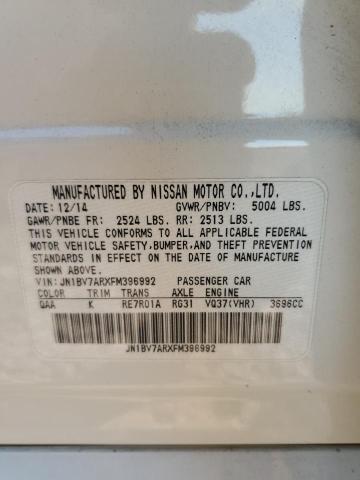 MANUFACTURED BY NISSAN MOTOR CO.,LTD.
DATE: 12/14 GVWR/PNBV: 5004 LBS.
GAWR/PNBE FR: 2524 LBS. RR: 2513 LBS.
THIS VEHICLE CONFORMS TO ALL APPLICABLE FEDERAL
MOTOR VEHICLE SAFETY,BUMPER,AND THEFT PREVENTION
STANDARDS IN EFFECT ON THE DATE OF MANUFACTURE
SHOWN ABOVE.
VIN: JN1BV7ARXFM396992 PASSENGER CAR
COLOR TRIM TRANS AXLE ENGINE
QAA K RE7R01A RG31 VQ37(VHR) 3696CC
JN1BV7ARXFM396992